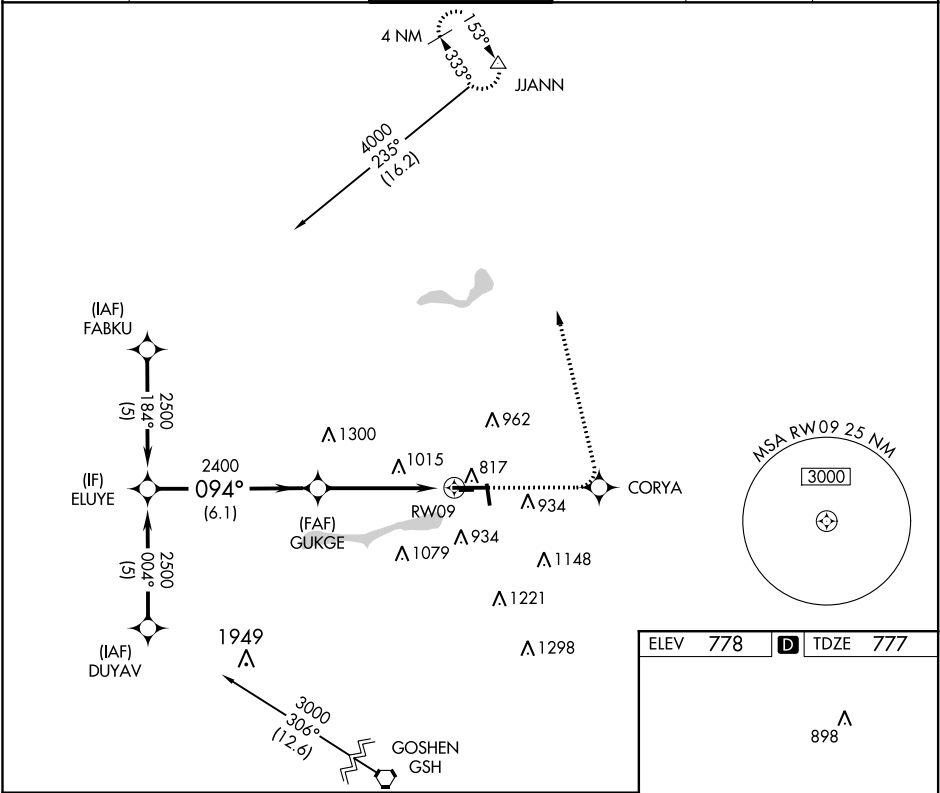 4 NM
153°
333°
JJANN
4000
235°
(16.2)
(IAF)
FABKU
2500
184°
(5)
1300
962
1015
817
MSA RW09 25 NM
3000
(IF)
ELUYE
2400
094°
(6.1)
(FAF)
GUKGE
RW09
934
CORYA
934
1079
1148
2500
004°
(5)
1221
(IAF)
DUYAV
1949
1298
3000
306°
(12.6)
GOSHEN
GSH
ELEV 778 D TDZE 777
898